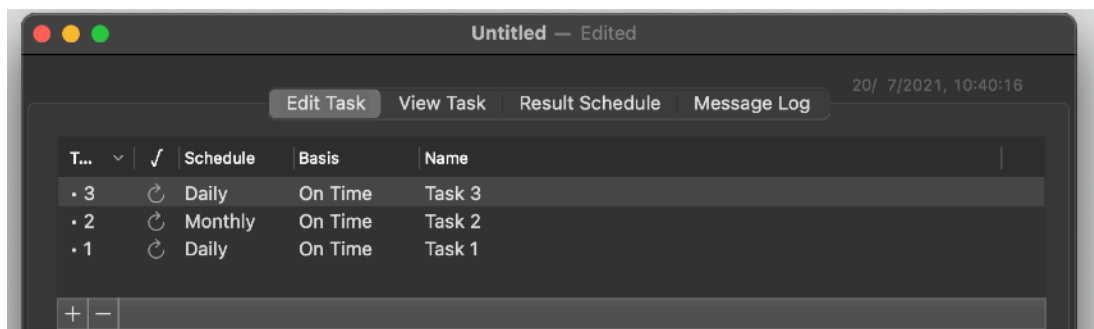 Untitled — Edited
20/ 7/2021, 10:40:16
Edit Task View Task Result Schedule Message Log
T... √ Schedule Basis Name
• 3 Daily On Time Task 3
• 2 Monthly On Time Task 2
• 1 Daily On Time Task 1
+ −